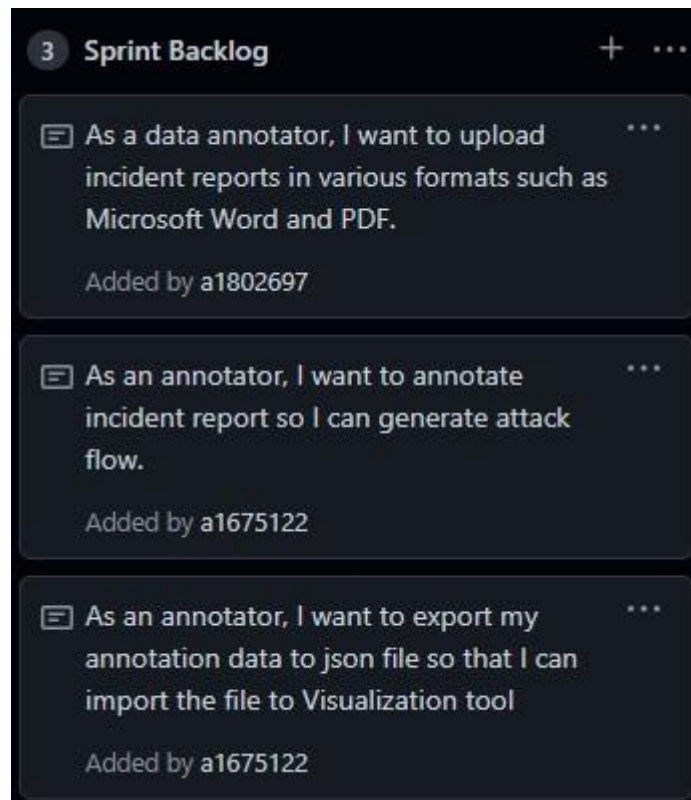 3 Sprint Backlog
As a data annotator, I want to upload
incident reports in various formats such as
Microsoft Word and PDF.
Added by a1802697
As an annotator, I want to annotate
incident report so I can generate attack
flow.
Added by a1675122
As an annotator, I want to export my
annotation data to json file so that I can
import the file to Visualization tool
Added by a1675122